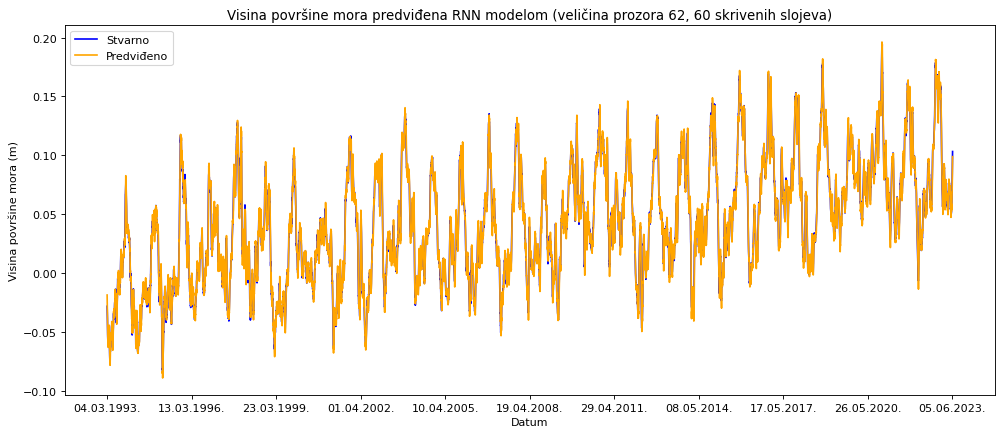 Visina površine mora predviđena RNN modelom (veličina prozora 62, 60 skrivenih slojeva)
Stvarno
Predviđeno
Visina površine mora (m)
0.20
0.15
0.10
0.05
0.00
−0.05
−0.10
04.03.1993. 13.03.1996. 23.03.1999. 01.04.2002. 10.04.2005. 19.04.2008. 29.04.2011. 08.05.2014. 17.05.2017. 26.05.2020. 05.06.2023.
Datum